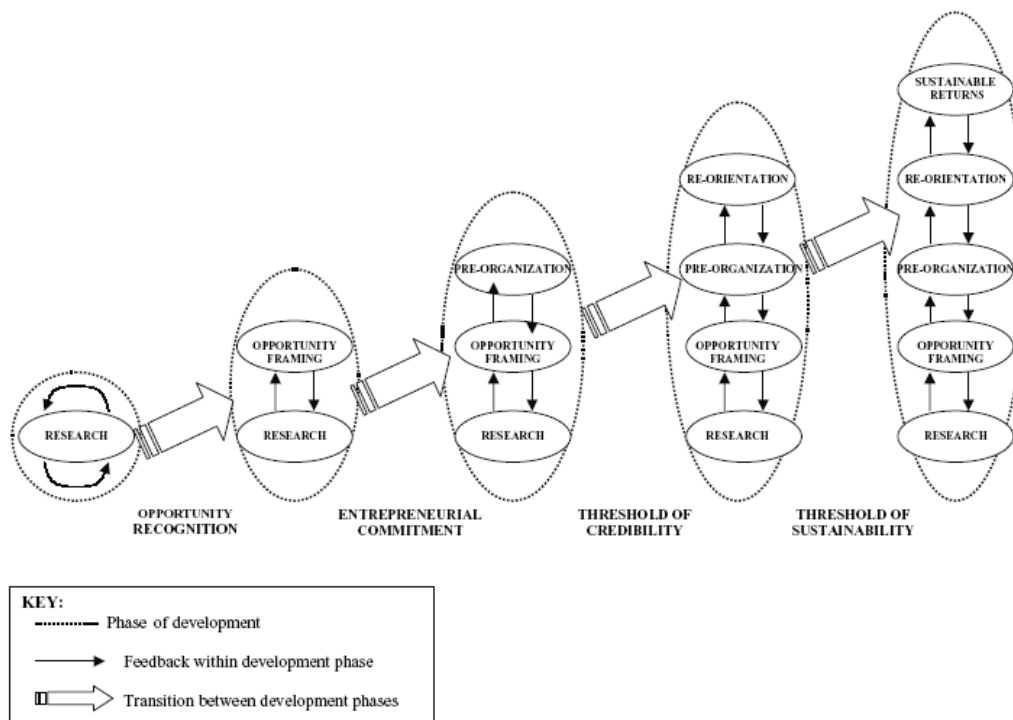 RESEARCH
OPPORTUNITY
RECOGNITION
OPPORTUNITY
FRAMING
RESEARCH
ENTREPRENEURIAL
COMMITMENT
PRE-ORGANIZATION
OPPORTUNITY
FRAMING
RESEARCH
THRESHOLD OF
CREDIBILITY
RE-ORIENTATION
PRE-ORGANIZATION
OPPORTUNITY
FRAMING
RESEARCH
THRESHOLD OF
SUSTAINABILITY
SUSTAINABLE
RETURNS
RE-ORIENTATION
PRE-ORGANIZATION
OPPORUNITY
FRAMING
RESEARCH
KEY:
Phase of development
Feedback within development phase
Transition between development phases